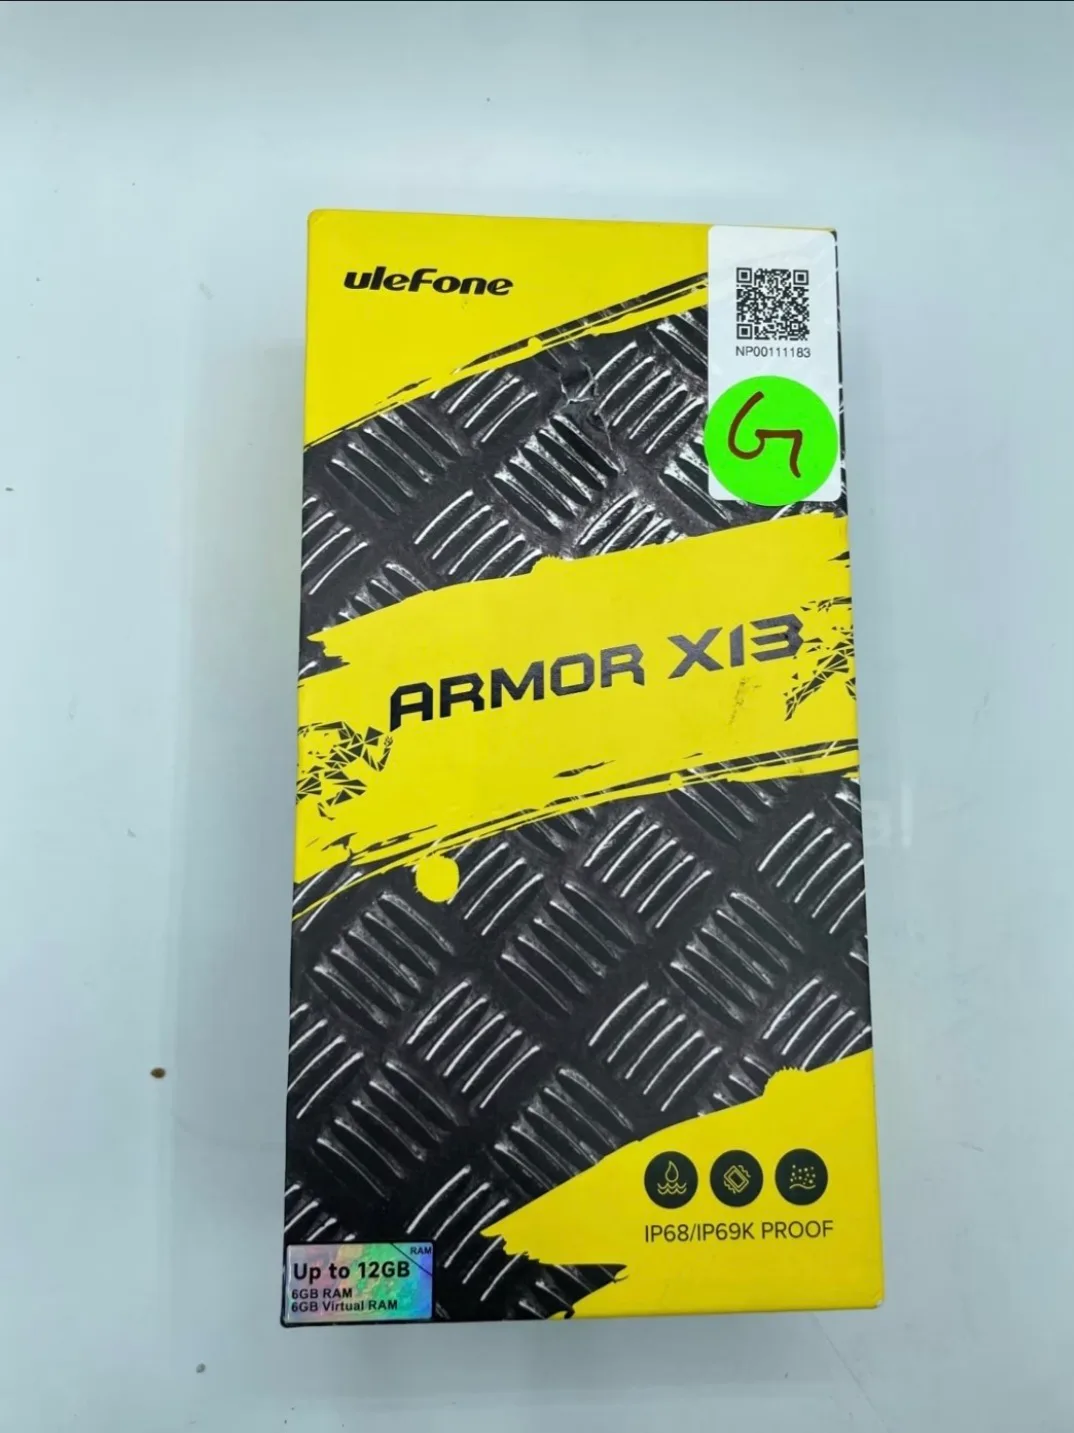 uleFone
NP00111183
G
ARMOR X13
IP68/IP69K PROOF
RAM
Up to 12GB
6GB RAM
6GB Virtual RAM